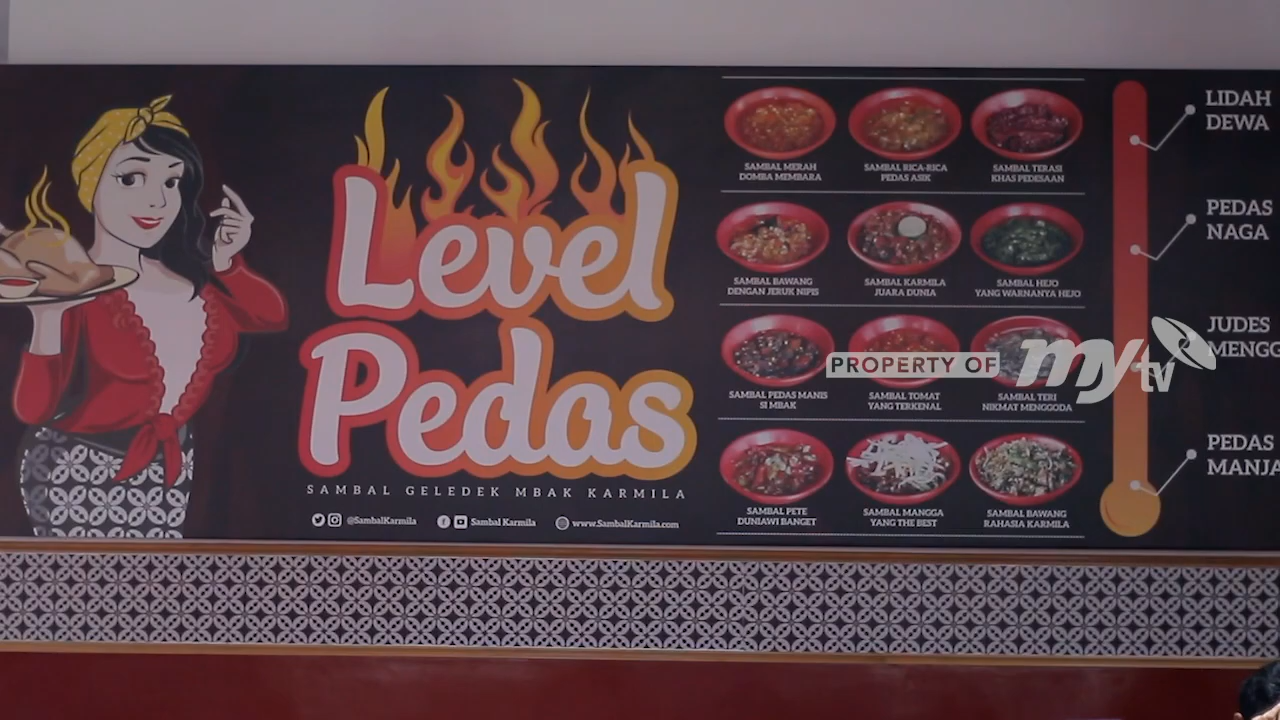 Level
Pedas
SAMBAL GELEDEK MBAK KARMILA
@SambalKarmila
Sambal Karmila
www.SambalKarmila.com
SAMBAL MERAH
DOMBA MEMBARA
SAMBAL RICA-RICA
PEDAS ASIK
SAMBAL TERASI
KHAS PEDESAAN
SAMBAL BAWANG
DENGAN JERUK NIPIS
SAMBAL KARMILA
JUARA DUNIA
SAMBAL HEJO
YANG WARNANYA HEJO
SAMBAL PEDAS MANIS
SI MBAK
SAMBAL TOMAT
YANG TERKENAL
SAMBAL TERI
NIKMAT MENGGODA
SAMBAL PETE
DUNIAWI BANGET
SAMBAL MANGGA
YANG THE BEST
SAMBAL BAWANG
RAHASIA KARMILA
LIDAH
DEWA
PEDAS
NAGA
JUDES
PEDAS
MANJA
PROPERTY OF mytv